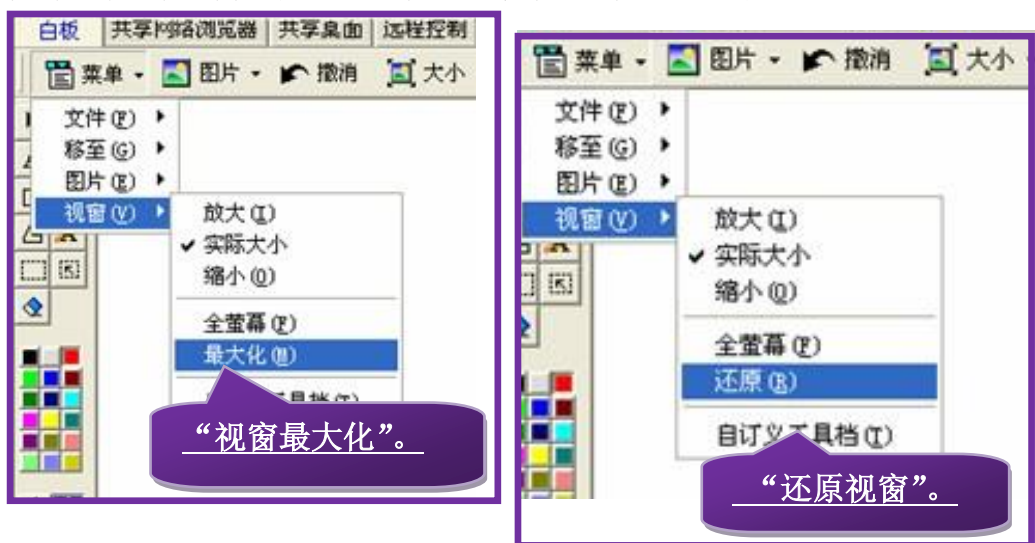 白板 共享网络浏览器 共享桌面 远程控制
菜单 图片 撤消 大小
文件(F)
移至(G)
图片(E)
视窗(V)
放大(I)
实际大小
缩小(O)
全萤幕(F)
最大化(M)
“视窗最大化”。
菜单 图片 撤消 大小
文件(F)
移至(G)
图片(E)
视窗(V)
放大(I)
实际大小
缩小(O)
全萤幕(F)
还原(R)
自订义工具档(T)
“还原视窗”。